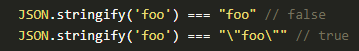 JSON.stringify('foo') === "foo" // false
JSON.stringify('foo') === "\"foo\"" // true